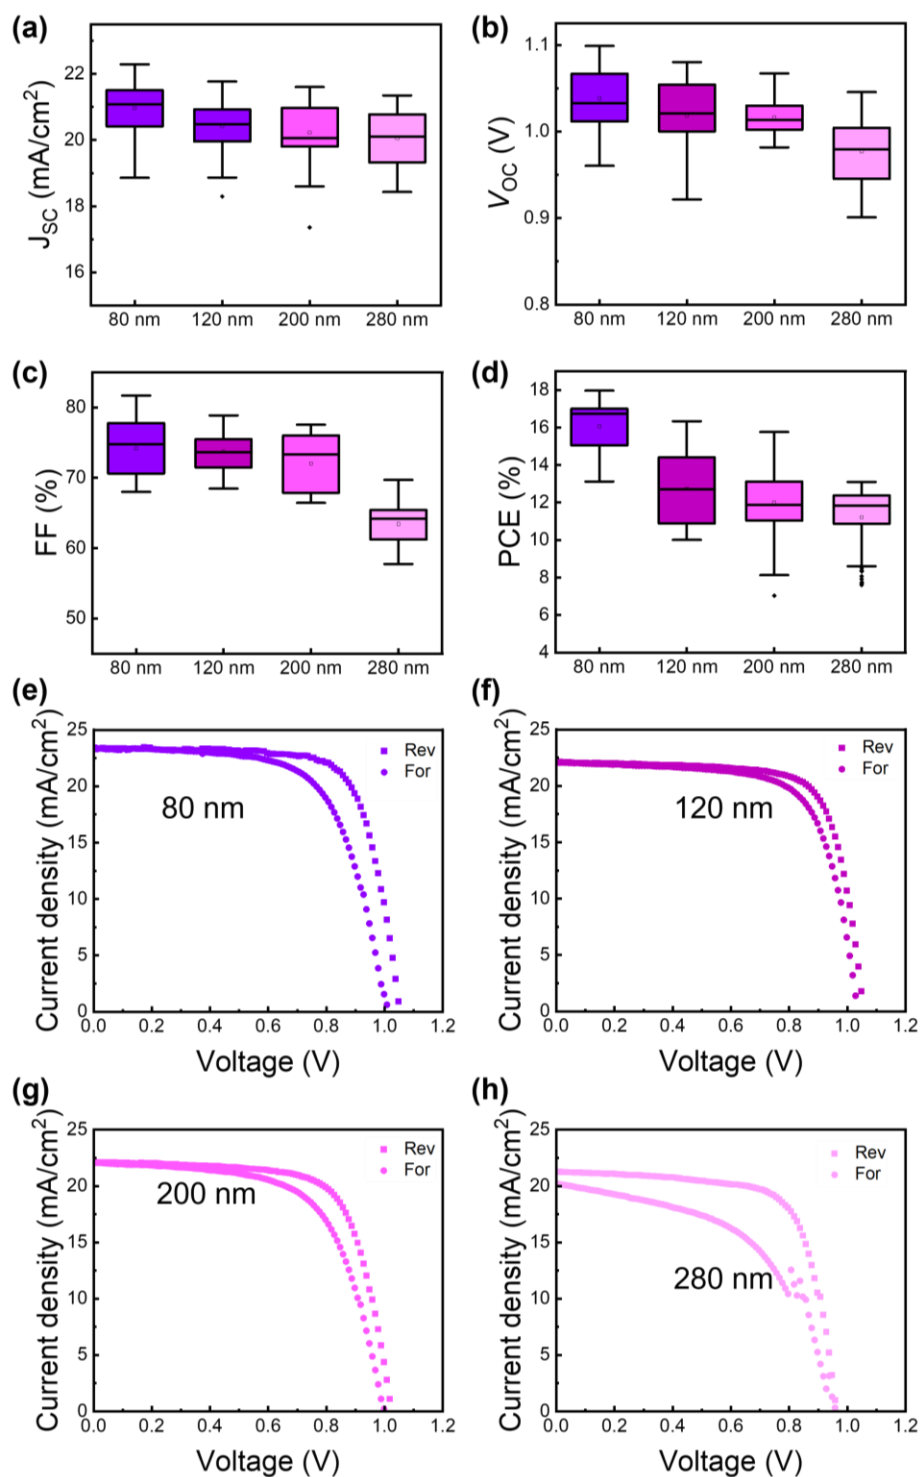 (a)
J_SC (mA/cm²)
22
20
18
16
80 nm 120 nm 200 nm 280 nm
(b)
V_OC (V)
1.1
1.0
0.9
0.8
80 nm 120 nm 200 nm 280 nm
(c)
FF (%)
80
70
60
50
80 nm 120 nm 200 nm 280 nm
(d)
PCE (%)
18
16
14
12
10
8
6
4
80 nm 120 nm 200 nm 280 nm
(e)
Current density (mA/cm²)
25
20
15
10
5
0
Rev
For
80 nm
0.0 0.2 0.4 0.6 0.8 1.0 1.2
Voltage (V)
(f)
Current density (mA/cm²)
25
20
15
10
5
0
Rev
For
120 nm
0.0 0.2 0.4 0.6 0.8 1.0 1.2
Voltage (V)
(g)
Current density (mA/cm²)
25
20
15
10
5
0
Rev
For
200 nm
0.0 0.2 0.4 0.6 0.8 1.0 1.2
Voltage (V)
(h)
Current density (mA/cm²)
25
20
15
10
5
0
Rev
For
280 nm
0.0 0.2 0.4 0.6 0.8 1.0 1.2
Voltage (V)